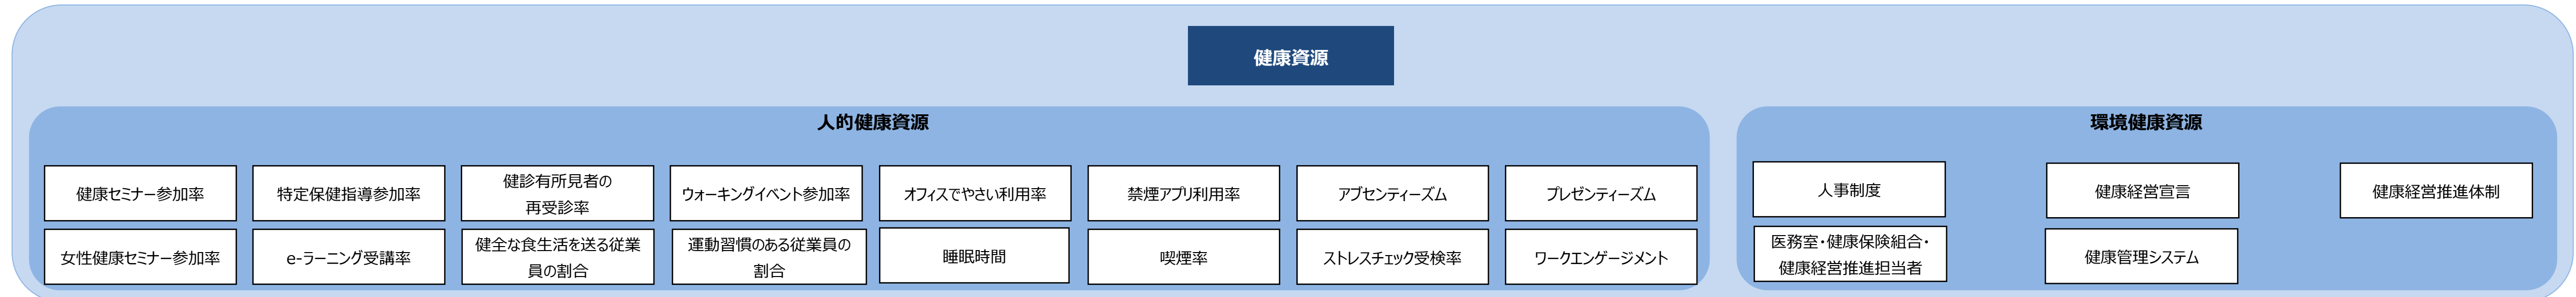 健康資源
人的健康資源
健康セミナー参加率
特定保健指導参加率
健診有所見者の
再受診率
ウォーキングイベント参加率
オフィスでやさい利用率
禁煙アプリ利用率
アブセンティーズム
プレゼンティーズム
女性健康セミナー参加率
e-ラーニング受講率
健全な食生活を送る従業
員の割合
運動習慣のある従業員の
割合
睡眠時間
喫煙率
ストレスチェック受検率
ワークエンゲージメント
環境健康資源
人事制度
健康経営宣言
健康経営推進体制
医務室・健康保険組合・
健康経営推進担当者
健康管理システム